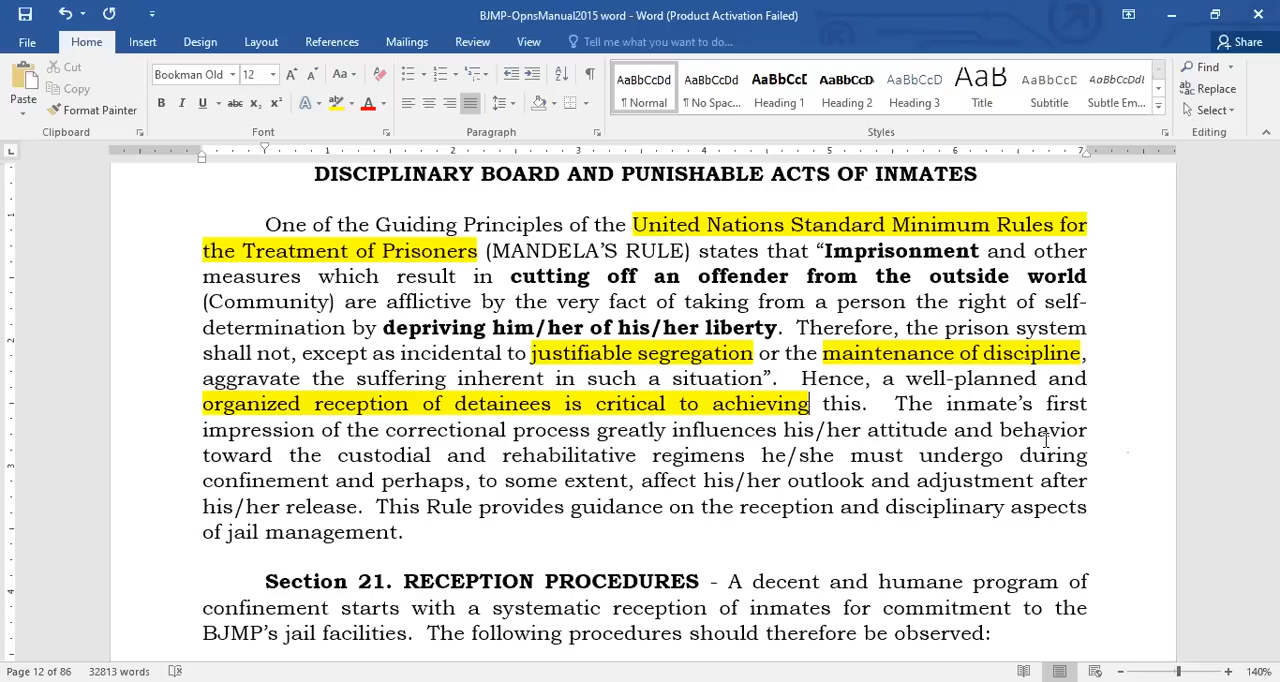 BJMP-OpnsManual2015 word - Word (Product Activation Failed)
File Home Insert Design Layout References Mailings Review View Tell me what you want to do... Share
Paste Cut Copy Format Painter
Bookman Old 12
AaBbCcDd AaBbCcDd AaBbCcI AaBbCcD AaBbCcD AaB AaBbCcD AaBbCcDd
¶ Normal ¶ No Spac... Heading 1 Heading 2 Heading 3 Title Subtitle Subtle Em...
Find Replace Select
Clipboard Font Paragraph Styles Editing
1 2 3 4 5 6 7
DISCIPLINARY BOARD AND PUNISHABLE ACTS OF INMATES
One of the Guiding Principles of the United Nations Standard Minimum Rules for
the Treatment of Prisoners (MANDELA’S RULE) states that “Imprisonment and other
measures which result in cutting off an offender from the outside world
(Community) are afflictive by the very fact of taking from a person the right of self-
determination by depriving him/her of his/her liberty. Therefore, the prison system
shall not, except as incidental to justifiable segregation or the maintenance of discipline,
aggravate the suffering inherent in such a situation”. Hence, a well-planned and
organized reception of detainees is critical to achieving this. The inmate’s first
impression of the correctional process greatly influences his/her attitude and behavior
toward the custodial and rehabilitative regimens he/she must undergo during
confinement and perhaps, to some extent, affect his/her outlook and adjustment after
his/her release. This Rule provides guidance on the reception and disciplinary aspects
of jail management.
Section 21. RECEPTION PROCEDURES - A decent and humane program of
confinement starts with a systematic reception of inmates for commitment to the
BJMP’s jail facilities. The following procedures should therefore be observed:
Page 12 of 86 32813 words 140%